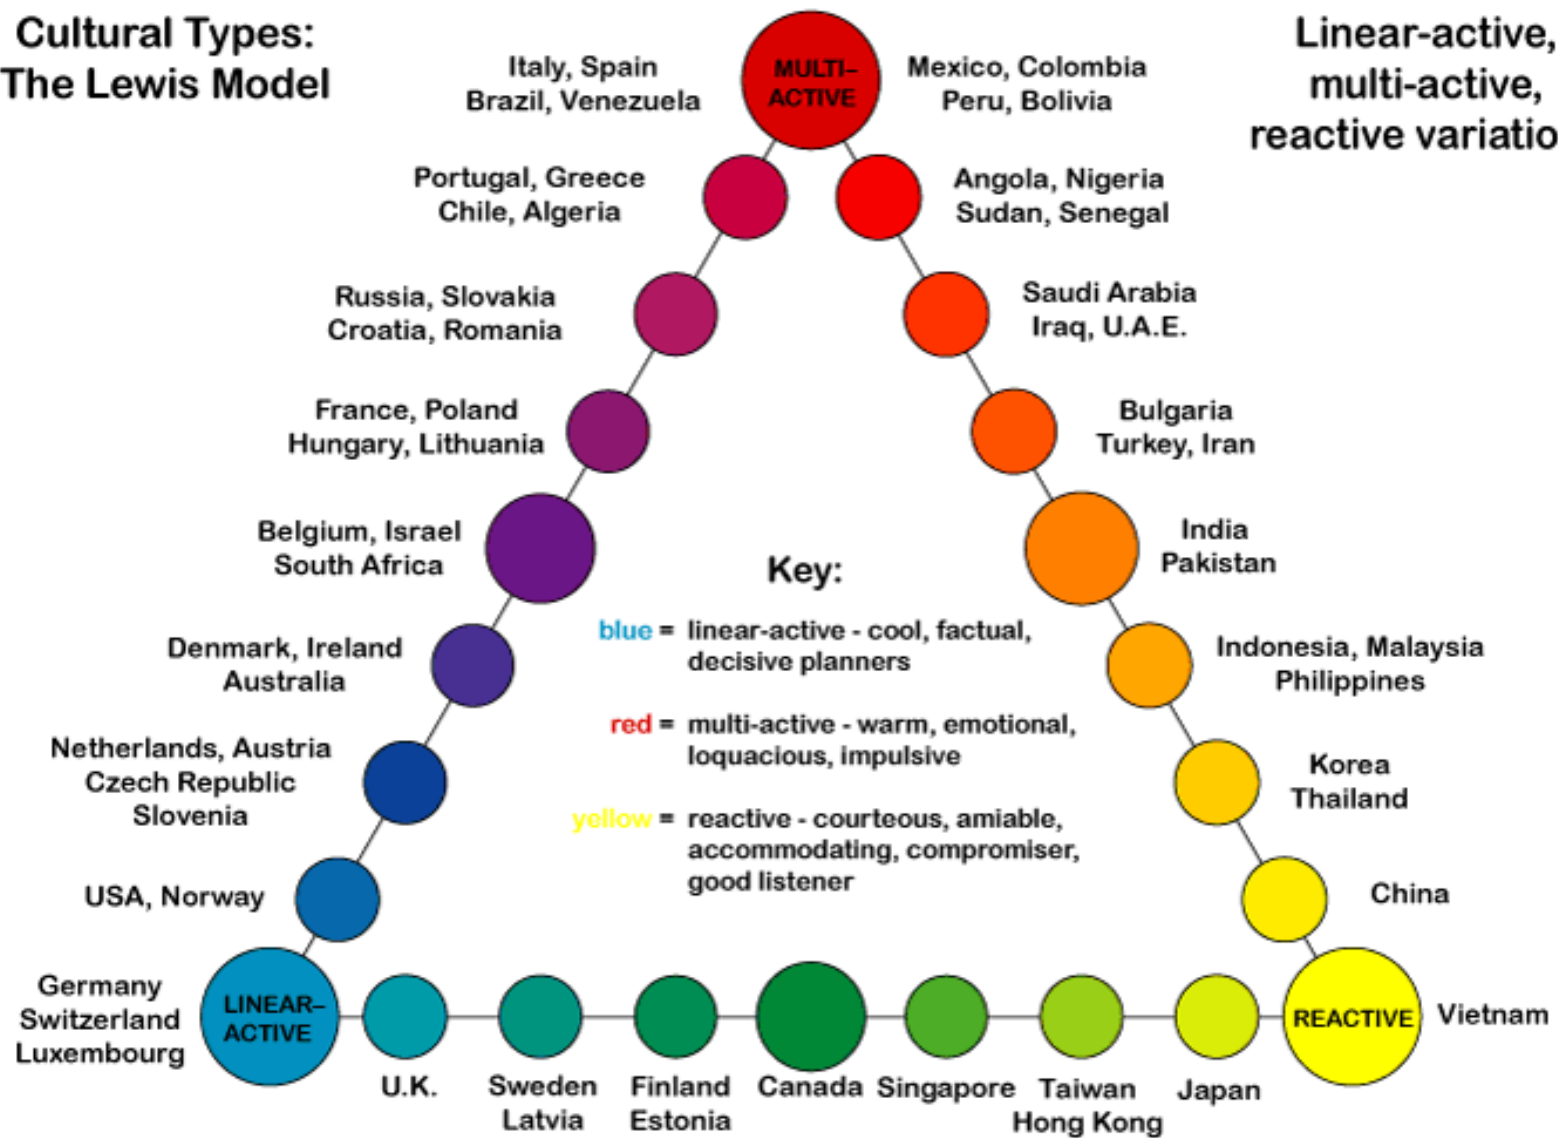 Cultural Types:
The Lewis Model
Linear-active,
multi-active,
reactive variatio
Italy, Spain
Brazil, Venezuela
MULTI-
ACTIVE
Mexico, Colombia
Peru, Bolivia
Portugal, Greece
Chile, Algeria
Angola, Nigeria
Sudan, Senegal
Russia, Slovakia
Croatia, Romania
Saudi Arabia
Iraq, U.A.E.
France, Poland
Hungary, Lithuania
Bulgaria
Turkey, Iran
Belgium, Israel
South Africa
India
Pakistan
Key:
blue = linear-active - cool, factual,
decisive planners
red = multi-active - warm, emotional,
loquacious, impulsive
yellow = reactive - courteous, amiable,
accommodating, compromiser,
good listener
Denmark, Ireland
Australia
Indonesia, Malaysia
Philippines
Netherlands, Austria
Czech Republic
Slovenia
Korea
Thailand
USA, Norway
China
Germany
Switzerland
Luxembourg
LINEAR-
ACTIVE
REACTIVE
Vietnam
U.K.
Sweden
Latvia
Finland
Estonia
Canada
Singapore
Taiwan
Hong Kong
Japan